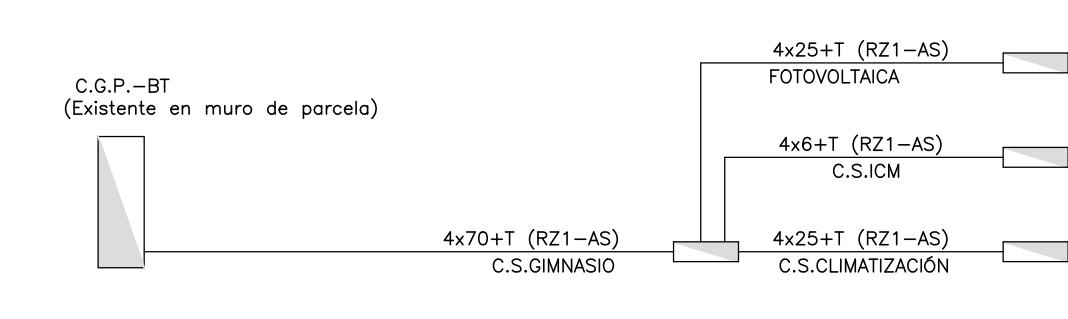 4x25+T (RZ1-AS)
FOTOVOLTAICA
C.G.P.-BT
(Existente en muro de parcela)
4x6+T (RZ1-AS)
C.S.ICM
4x70+T (RZ1-AS)
C.S.GIMNASIO
4x25+T (RZ1-AS)
C.S.CLIMATIZACIÓN